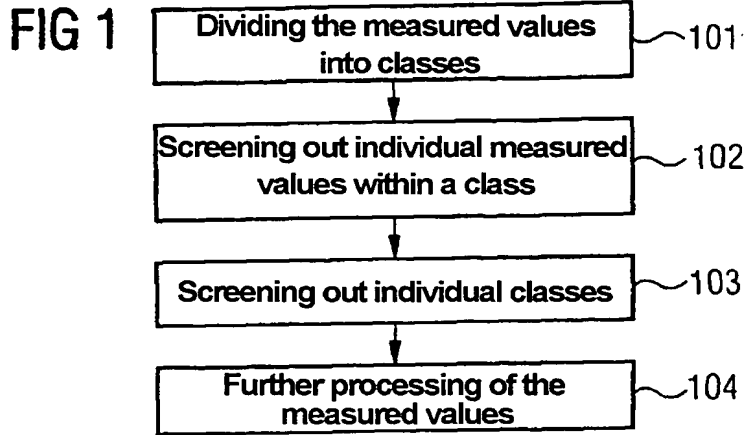 FIG 1
Dividing the measured values
into classes
101
Screening out individual measured
values within a class
102
Screening out individual classes
103
Further processing of the
measured values
104